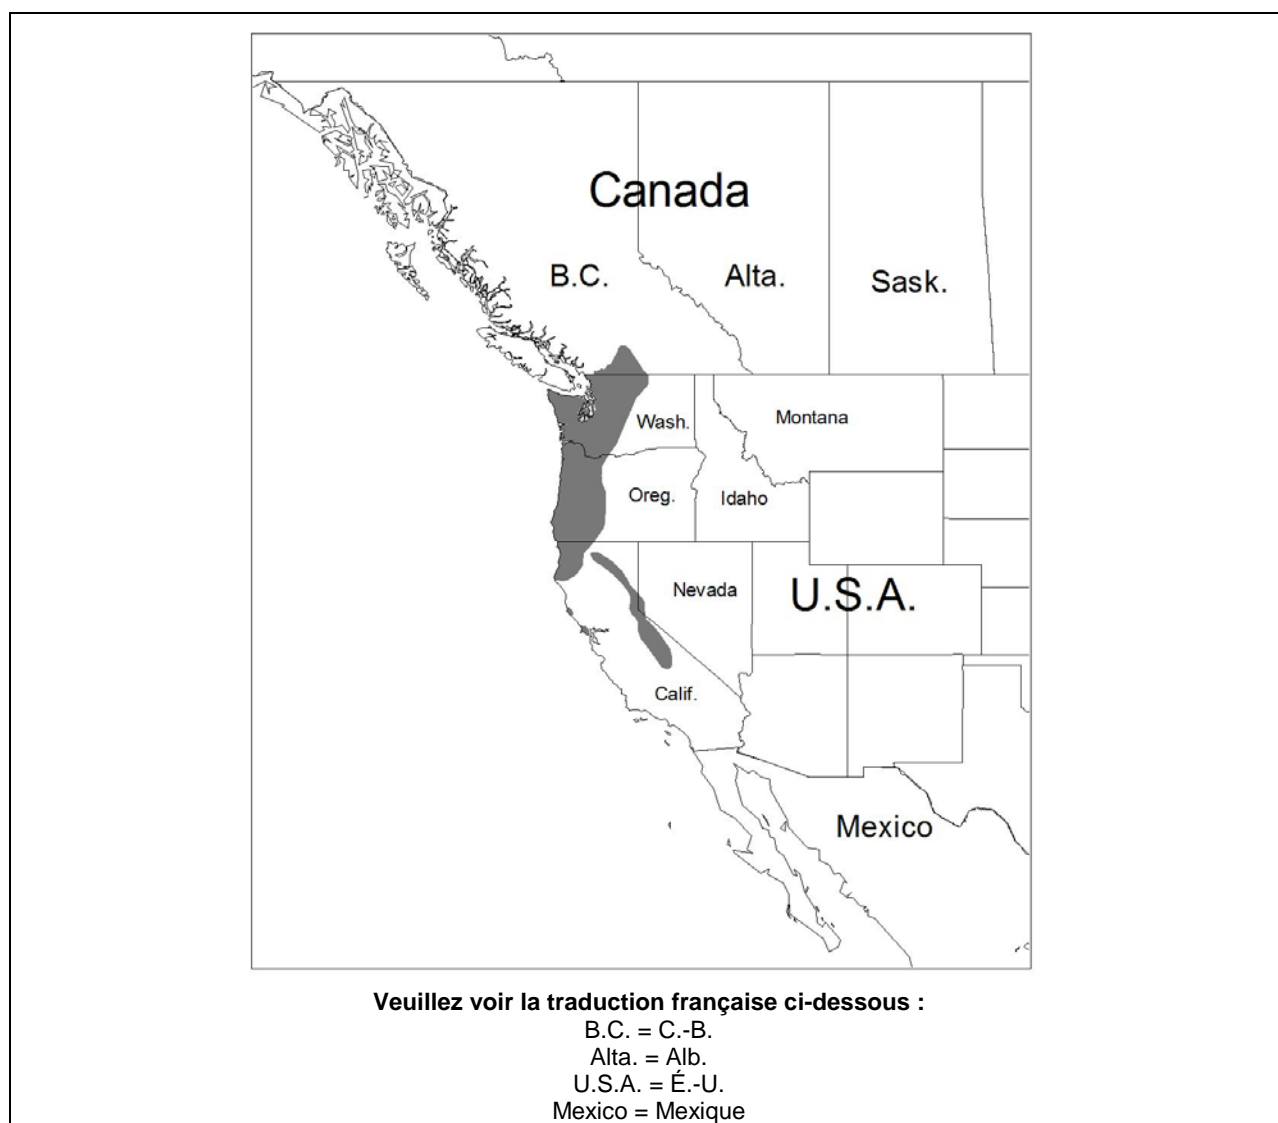 Canada
B.C.
Alta.
Sask.
Wash.
Montana
Oreg.
Idaho
Nevada
U.S.A.
Calif.
Mexico
Veuillez voir la traduction française ci-dessous :
B.C. = C.-B.
Alta. = Alb.
U.S.A. = É.-U.
Mexico = Mexique